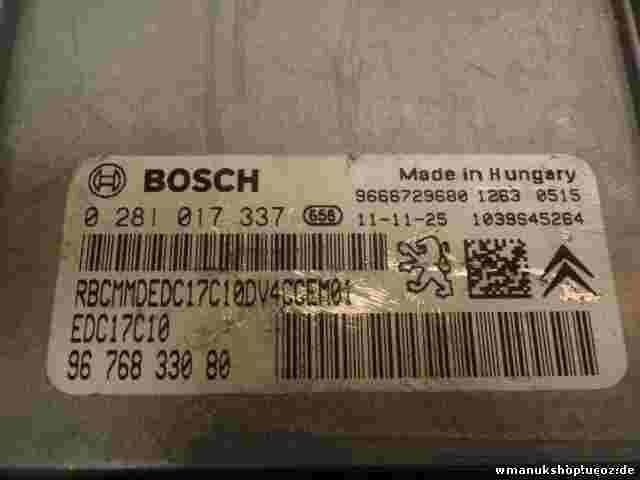 BOSCH
Made in Hungary
9666729680 1263 0515
0 281 017 337 656 11-11-25 1039S45264
RBCMMDEDC17C10DV4CCEM01
EDC17C10
96 768 330 80
wmanukshop1.ucoz.de